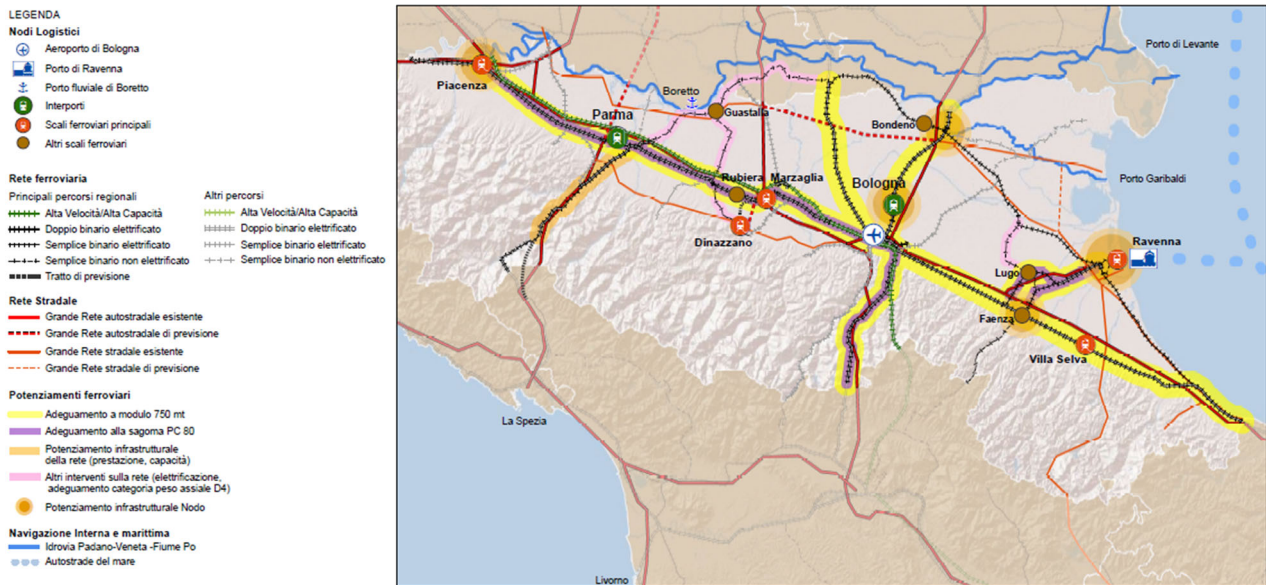 LEGENDA
Nodi Logistici
Aeroporto di Bologna
Porto di Ravenna
Porto fluviale di Boretto
Interporti
Scali ferroviari principali
Altri scali ferroviari
Rete ferroviaria
Principali percorsi regionali
Alta Velocità/Alta Capacità
Doppio binario elettrificato
Semplice binario elettrificato
Semplice binario non elettrificato
Tratto di previsione
Altri percorsi
Alta Velocità/Alta Capacità
Doppio binario elettrificato
Semplice binario elettrificato
Semplice binario non elettrificato
Rete Stradale
Grande Rete autostradale esistente
Grande Rete autostradale di previsione
Grande Rete stradale esistente
Grande Rete stradale di previsione
Potenziamenti ferroviari
Adeguamento a modulo 750 mt
Adeguamento alla sagoma PC 80
Potenziamento infrastrutturale
della rete (prestazione, capacità)
Altri interventi sulla rete (elettrificazione,
adeguamento categoria peso assiale D4)
Potenziamento infrastrutturale Nodo
Navigazione Interna e marittima
Idrovia Padano-Veneta -Fiume Po
Autostrade del mare
Porto di Levante
Piacenza
Boretto
Parma
Guastalla
Bondeno
Porto Garibaldi
Rubiera
Marzaglia
Bologna
Dinazzano
Ravenna
Lugo
Faenza
Villa Selva
La Spezia
Livorno